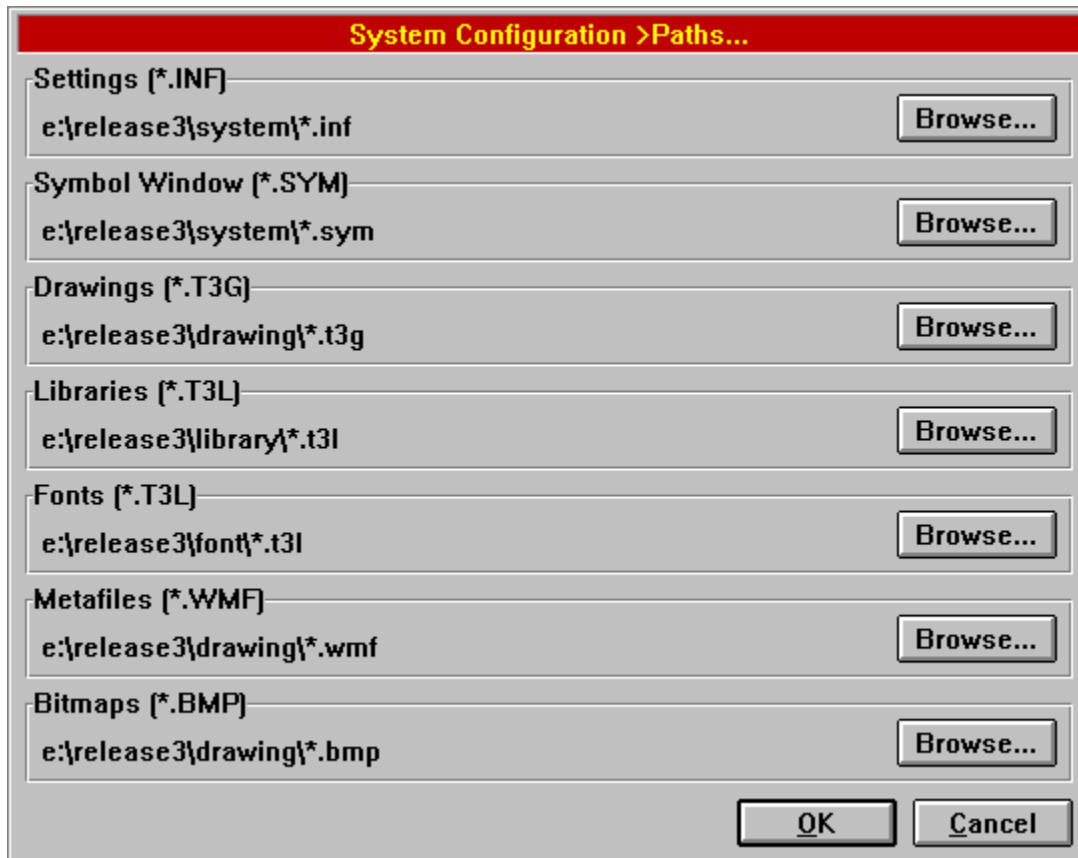 System Configuration >Paths...
Settings (*.INF)
e:\release3\system\*.inf
Browse...
Symbol Window (*.SYM)
e:\release3\system\*.sym
Browse...
Drawings (*.T3G)
e:\release3\drawing\*.t3g
Browse...
Libraries (*.T3L)
e:\release3\library\*.t3l
Browse...
Fonts (*.T3L)
e:\release3\font\*.t3l
Browse...
Metafiles (*.WMF)
e:\release3\drawing\*.wmf
Browse...
Bitmaps (*.BMP)
e:\release3\drawing\*.bmp
Browse...
OK
Cancel